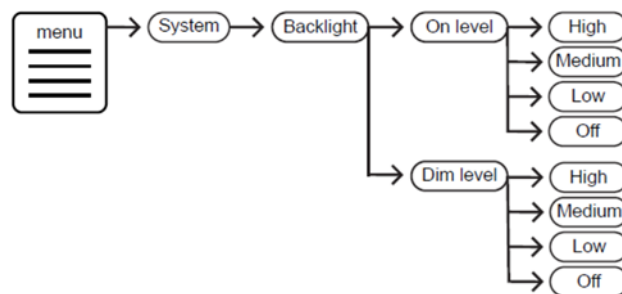 menu
System
Backlight
On level
High
Medium
Low
Off
Dim level
High
Medium
Low
Off